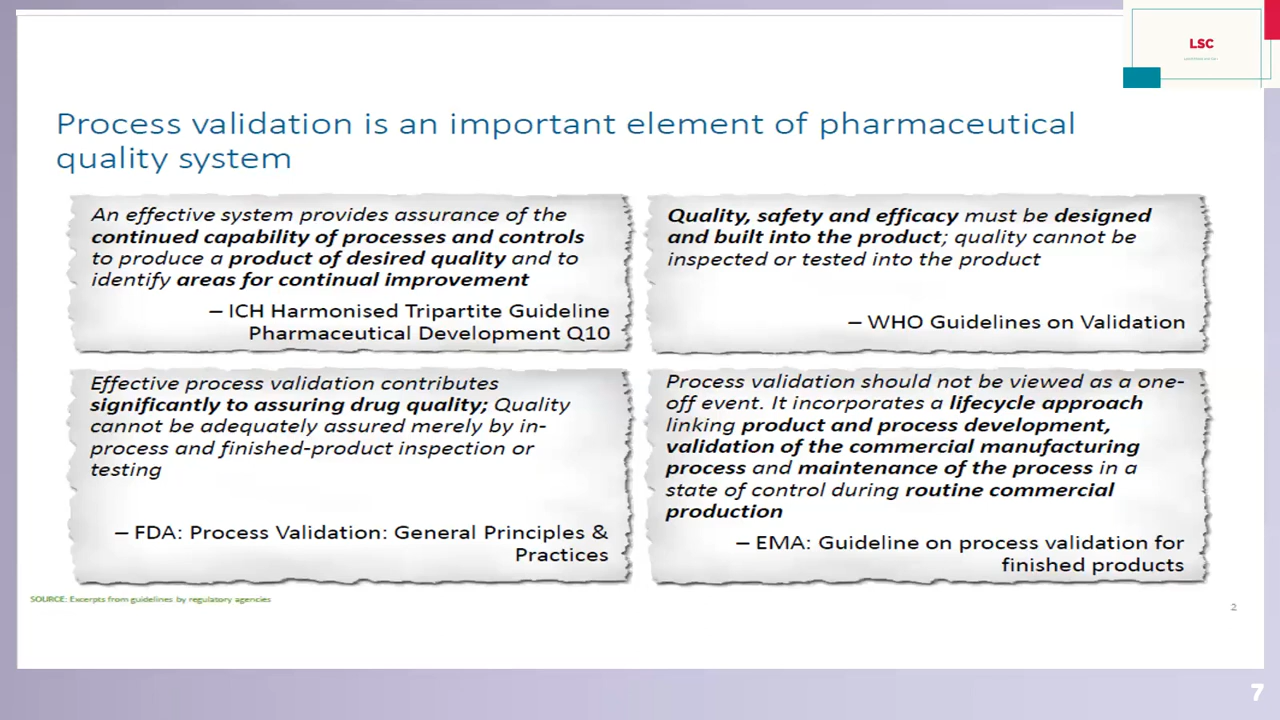 LSC
Process validation is an important element of pharmaceutical
quality system
An effective system provides assurance of the
continued capability of processes and controls
to produce a product of desired quality and to
identify areas for continual improvement
– ICH Harmonised Tripartite Guideline
Pharmaceutical Development Q10
Quality, safety and efficacy must be designed
and built into the product; quality cannot be
inspected or tested into the product
– WHO Guidelines on Validation
Effective process validation contributes
significantly to assuring drug quality; Quality
cannot be adequately assured merely by in-
process and finished-product inspection or
testing
– FDA: Process Validation: General Principles &
Practices
Process validation should not be viewed as a one-
off event. It incorporates a lifecycle approach
linking product and process development,
validation of the commercial manufacturing
process and maintenance of the process in a
state of control during routine commercial
production
– EMA: Guideline on process validation for
finished products
SOURCE: Excerpts from guidelines by regulatory agencies
2
7